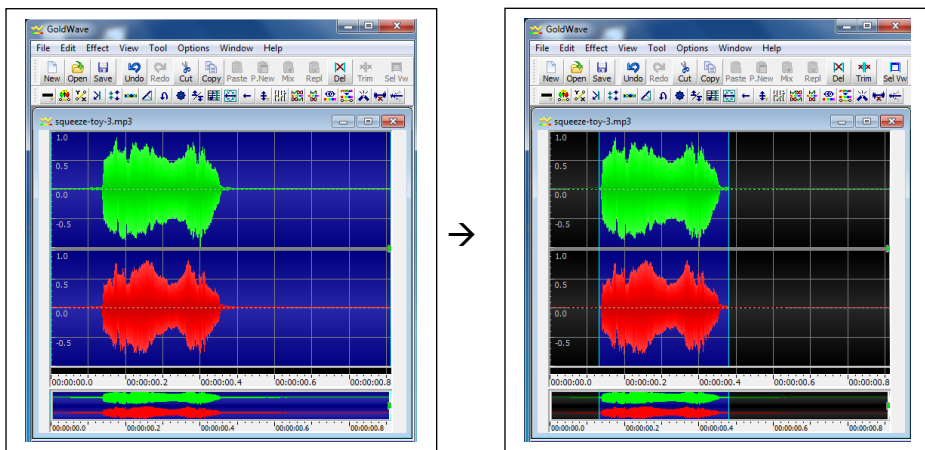 GoldWave
File Edit Effect View Tool Options Window Help
New Open Save Undo Redo Cut Copy Paste P.New Mix Repl Del Trim Sel Vw
squeeze-toy-3.mp3
1.0
0.5
0.0
-0.5
1.0
0.5
0.0
-0.5
00:00:00.0 00:00:00.2 00:00:00.4 00:00:00.6 00:00:00.8
00:00:00.0 00:00:00.2 00:00:00.4 00:00:00.6 00:00:00.8
→
GoldWave
File Edit Effect View Tool Options Window Help
New Open Save Undo Redo Cut Copy Paste P.New Mix Repl Del Trim Sel Vw
squeeze-toy-3.mp3
1.0
0.5
0.0
-0.5
1.0
0.5
0.0
-0.5
00:00:00.0 00:00:00.2 00:00:00.4 00:00:00.6 00:00:00.8
00:00:00.0 00:00:00.2 00:00:00.4 00:00:00.6 00:00:00.8